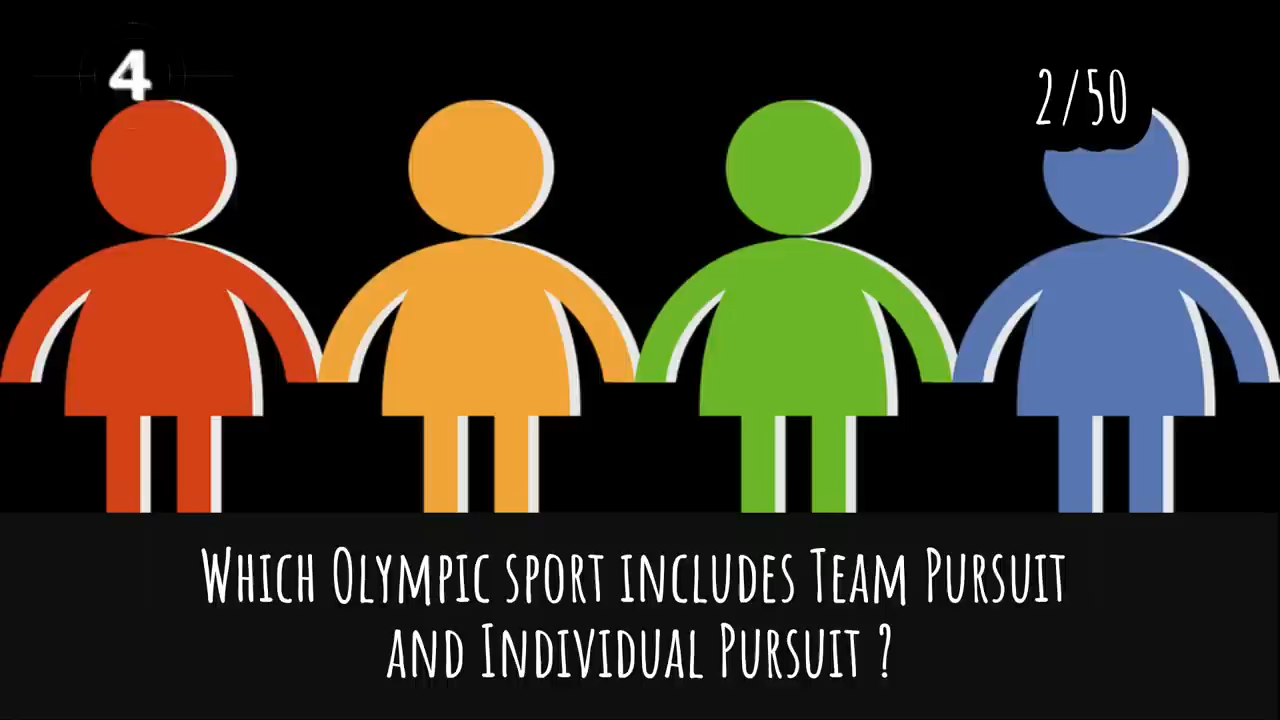 4
2/50
Which Olympic sport includes Team Pursuit
and Individual Pursuit ?